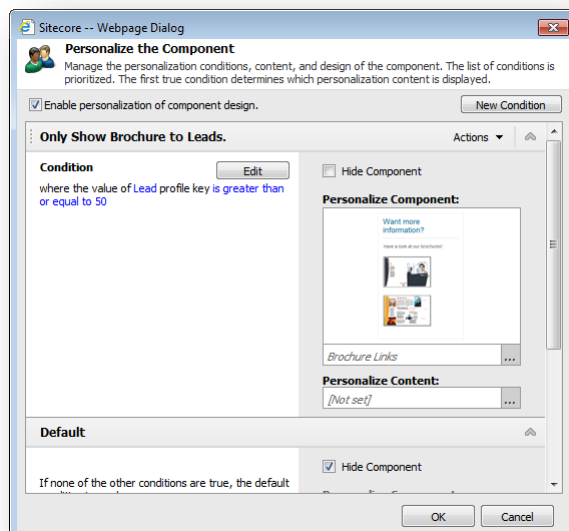 Sitecore -- Webpage Dialog
Personalize the Component
Manage the personalization conditions, content, and design of the component. The list of conditions is
prioritized. The first true condition determines which personalization content is displayed.
Enable personalization of component design.
New Condition
Only Show Brochure to Leads.
Actions
Condition
Edit
where the value of Lead profile key is greater than
or equal to 50
Hide Component
Personalize Component:
Want more
information?
Have a look at our brochures!
Brochure Links
...
Personalize Content:
[Not set]
...
Default
Hide Component
If none of the other conditions are true, the default
OK
Cancel